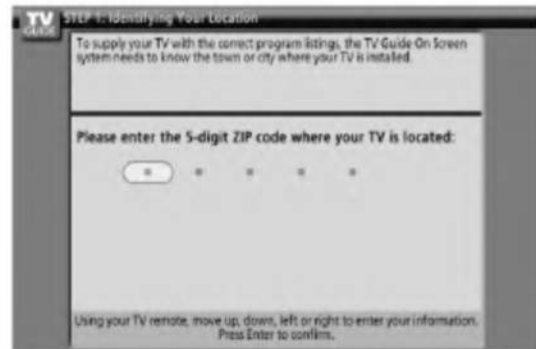 TV
GUIDE
STEP 1: Identifying Your Location
To supply your TV with the correct program listings, the TV Guide On Screen
system needs to know the town or city where your TV is installed.
Please enter the 5-digit ZIP code where your TV is located:
Using your TV remote, move up, down, left or right to enter your information.
Press Enter to confirm.